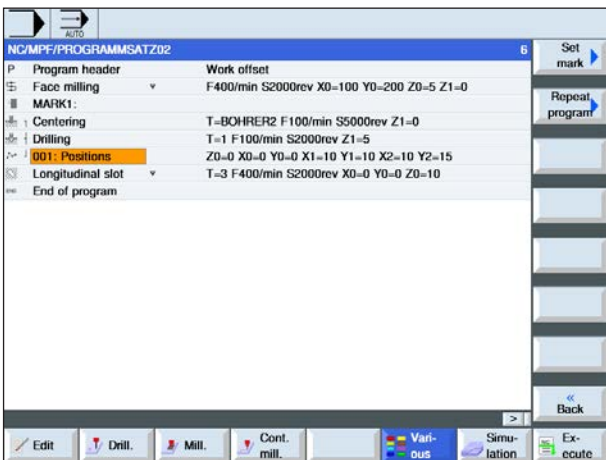 AUTO
NC/MPF/PROGRAMMSATZ02 6
P Program header Work offset
Face milling F400/min S2000rev X0=100 Y0=200 Z0=5 Z1=0
MARK1:
Centering T=BOHRER2 F100/min S5000rev Z1=0
Drilling T=1 F100/min S2000rev Z1=5
001: Positions Z0=0 X0=0 Y0=0 X1=10 Y1=10 X2=10 Y2=15
Longitudinal slot T=3 F400/min S2000rev X0=0 Y0=0 Z0=10
END End of program
Set
mark
Repeat
program
«
Back
>
Edit
Drill.
Mill.
Cont.
mill.
Vari-
ous
Simu-
lation
NC
Ex-
ecute